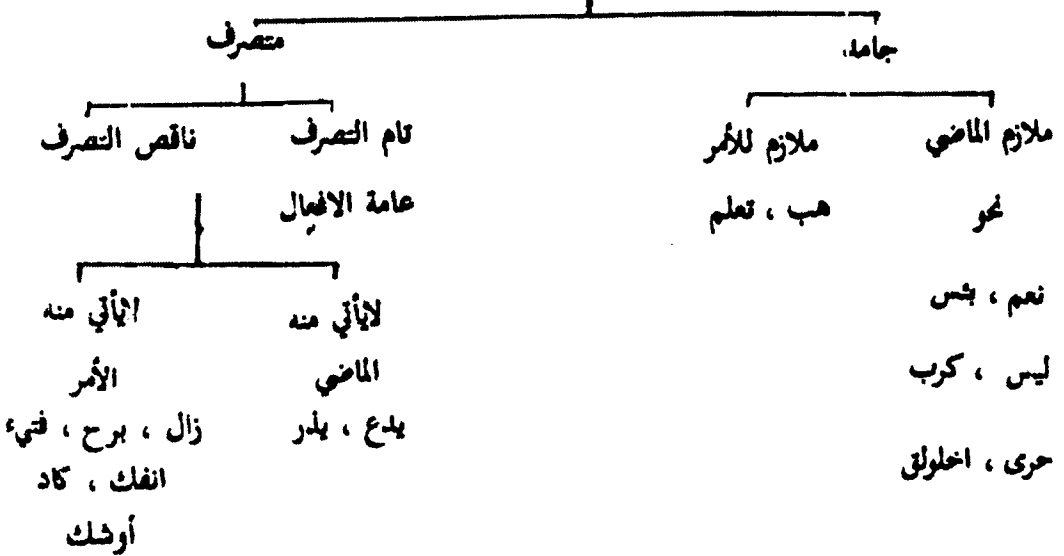 جامد
متصرف
ملازم الماضي
ملازم للأمر
تام التصرف
ناقص التصرف
نحو
هب ، تعلم
عامة الافعال
نعم ، بئس
لايأتي منه
لايأتي منه
ليس ، كرب
الماضي
الأمر
حرى ، اخلولق
يدع ، يذر
زال ، برح ، فتيء
انفك ، كاد
أوشك